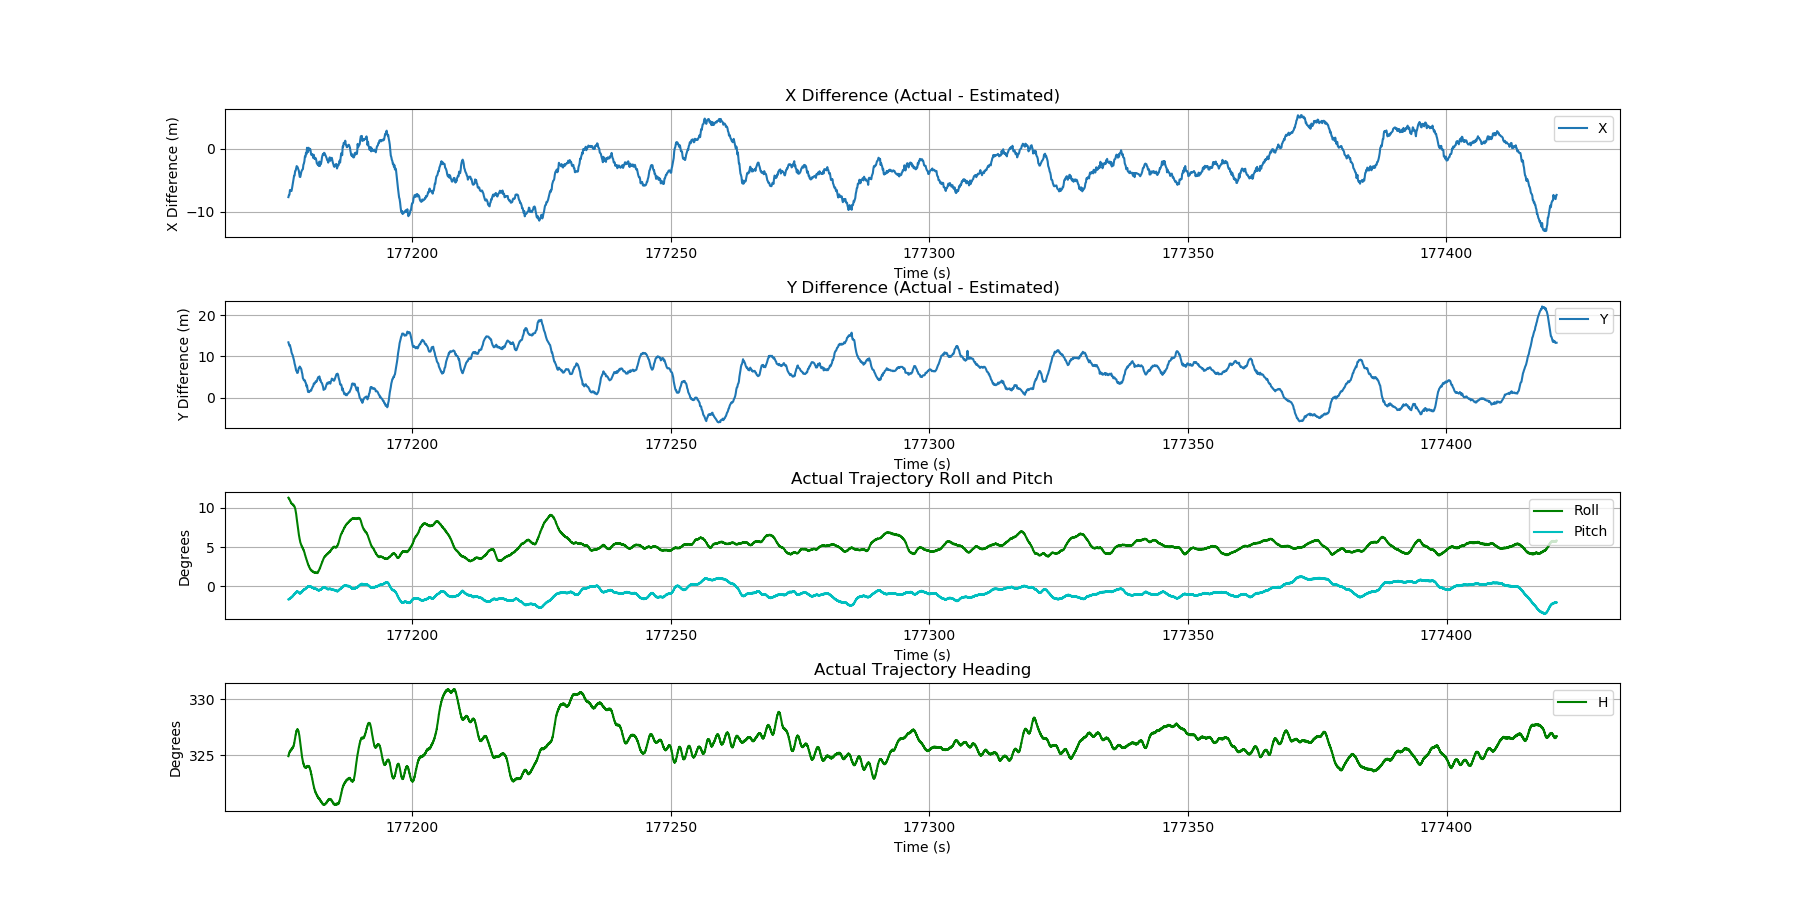 X Difference (Actual - Estimated)
X Difference (m)
0
−10
X
177200 177250 177300 177350 177400
Time (s)
Y Difference (Actual - Estimated)
Y Difference (m)
20
10
0
Y
177200 177250 177300 177350 177400
Time (s)
Actual Trajectory Roll and Pitch
Degrees
10
5
0
Roll
Pitch
177200 177250 177300 177350 177400
Time (s)
Actual Trajectory Heading
Degrees
330
325
H
177200 177250 177300 177350 177400
Time (s)